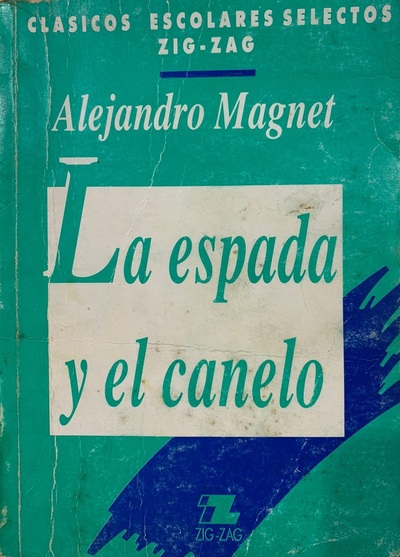 CLASICOS ESCOLARES SELECTOS
ZIG-ZAG
Alejandro Magnet
La espada
y el canelo
ZIG-ZAG